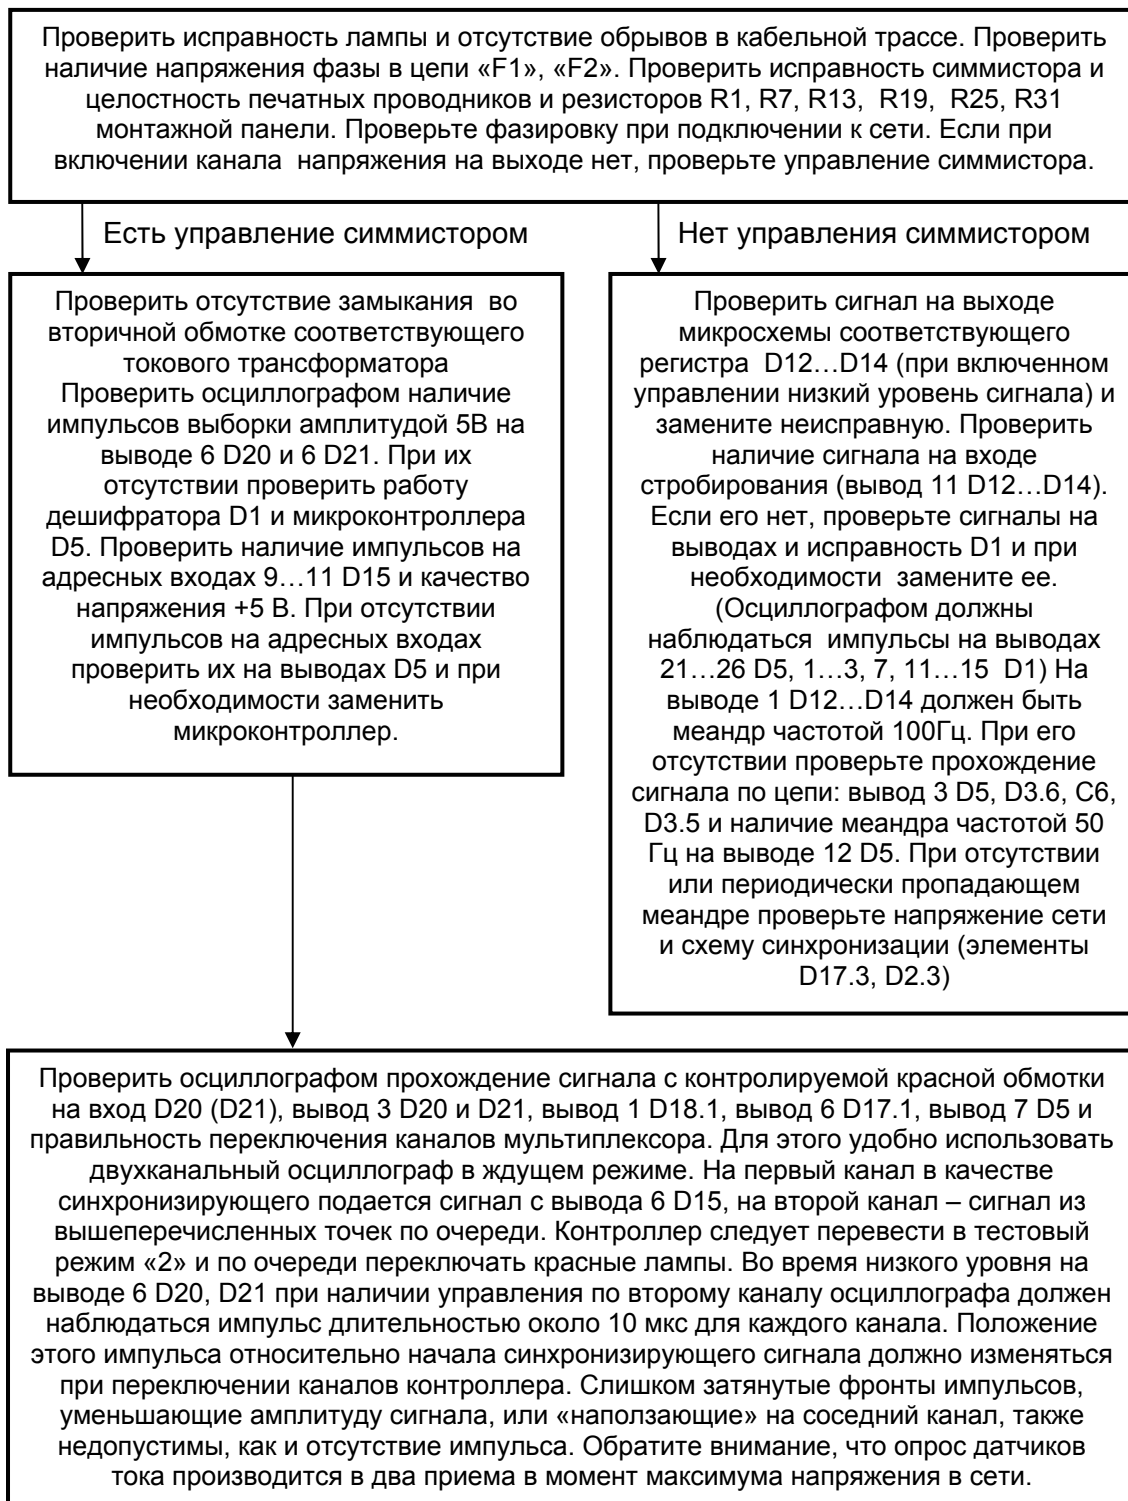 Проверить исправность лампы и отсутствие обрывов в кабельной трассе. Проверить
наличие напряжения фазы в цепи «F1», «F2». Проверить исправность симмистора и
целостность печатных проводников и резисторов R1, R7, R13, R19, R25, R31
монтажной панели. Проверьте фазировку при подключении к сети. Если при
включении канала напряжения на выходе нет, проверьте управление симмистора.
Есть управление симмистором
Нет управления симмистором
Проверить отсутствие замыкания во
вторичной обмотке соответствующего
токового трансформатора
Проверить осциллографом наличие
импульсов выборки амплитудой 5В на
выводе 6 D20 и 6 D21. При их
отсутствии проверить работу
дешифратора D1 и микроконтроллера
D5. Проверить наличие импульсов на
адресных входах 9…11 D15 и качество
напряжения +5 В. При отсутствии
импульсов на адресных входах
проверить их на выводах D5 и при
необходимости заменить
микроконтроллер.
Проверить сигнал на выходе
микросхемы соответствующего
регистра D12…D14 (при включенном
управлении низкий уровень сигнала) и
замените неисправную. Проверить
наличие сигнала на входе
стробирования (вывод 11 D12…D14).
Если его нет, проверьте сигналы на
выводах и исправность D1 и при
необходимости замените ее.
(Осциллографом должны
наблюдаться импульсы на выводах
21…26 D5, 1…3, 7, 11…15 D1) На
выводе 1 D12…D14 должен быть
меандр частотой 100Гц. При его
отсутствии проверьте прохождение
сигнала по цепи: вывод 3 D5, D3.6, C6,
D3.5 и наличие меандра частотой 50
Гц на выводе 12 D5. При отсутствии
или периодически пропадающем
меандре проверьте напряжение сети
и схему синхронизации (элементы
D17.3, D2.3)
Проверить осциллографом прохождение сигнала с контролируемой красной обмотки
на вход D20 (D21), вывод 3 D20 и D21, вывод 1 D18.1, вывод 6 D17.1, вывод 7 D5 и
правильность переключения каналов мультиплексора. Для этого удобно использовать
двухканальный осциллограф в ждущем режиме. На первый канал в качестве
синхронизирующего подается сигнал с вывода 6 D15, на второй канал – сигнал из
вышеперечисленных точек по очереди. Контроллер следует перевести в тестовый
режим «2» и по очереди переключать красные лампы. Во время низкого уровня на
выводе 6 D20, D21 при наличии управления по второму каналу осциллографа должен
наблюдаться импульс длительностью около 10 мкс для каждого канала. Положение
этого импульса относительно начала синхронизирующего сигнала должно изменяться
при переключении каналов контроллера. Слишком затянутые фронты импульсов,
уменьшающие амплитуду сигнала, или «наползающие» на соседний канал, также
недопустимы, как и отсутствие импульса. Обратите внимание, что опрос датчиков
тока производится в два приема в момент максимума напряжения в сети.